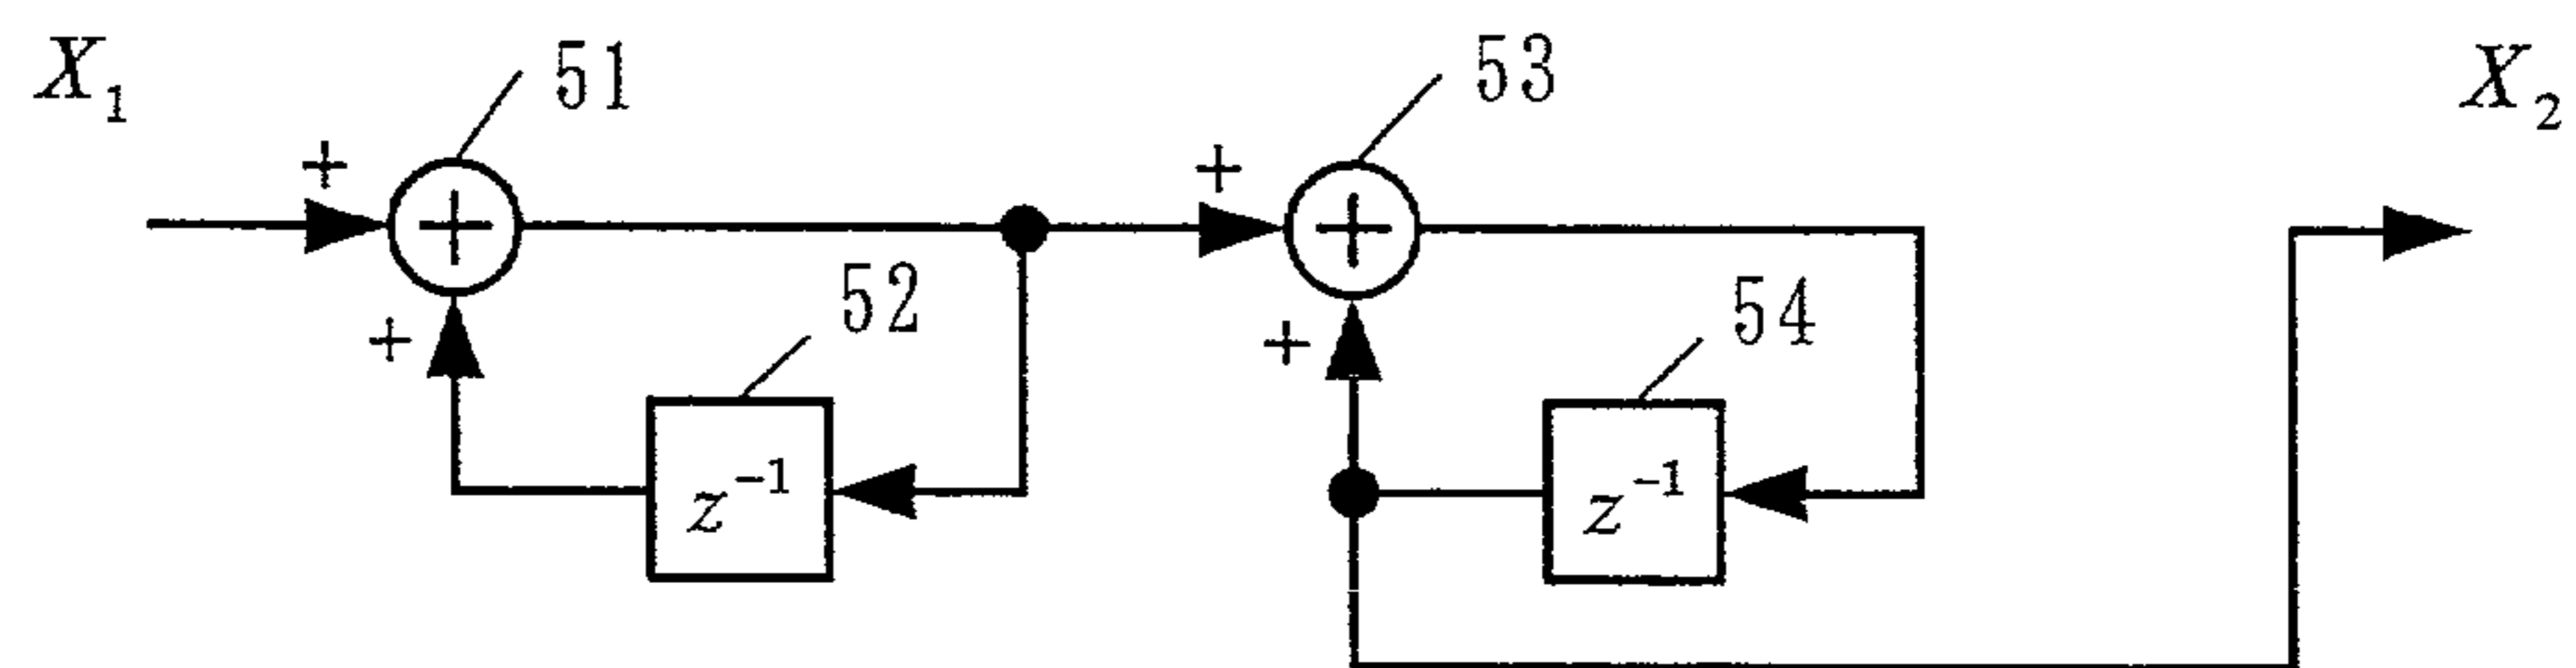 X₁ 51 53 X₂
+ +
+ +
52 54
+ +
z⁻¹ z⁻¹